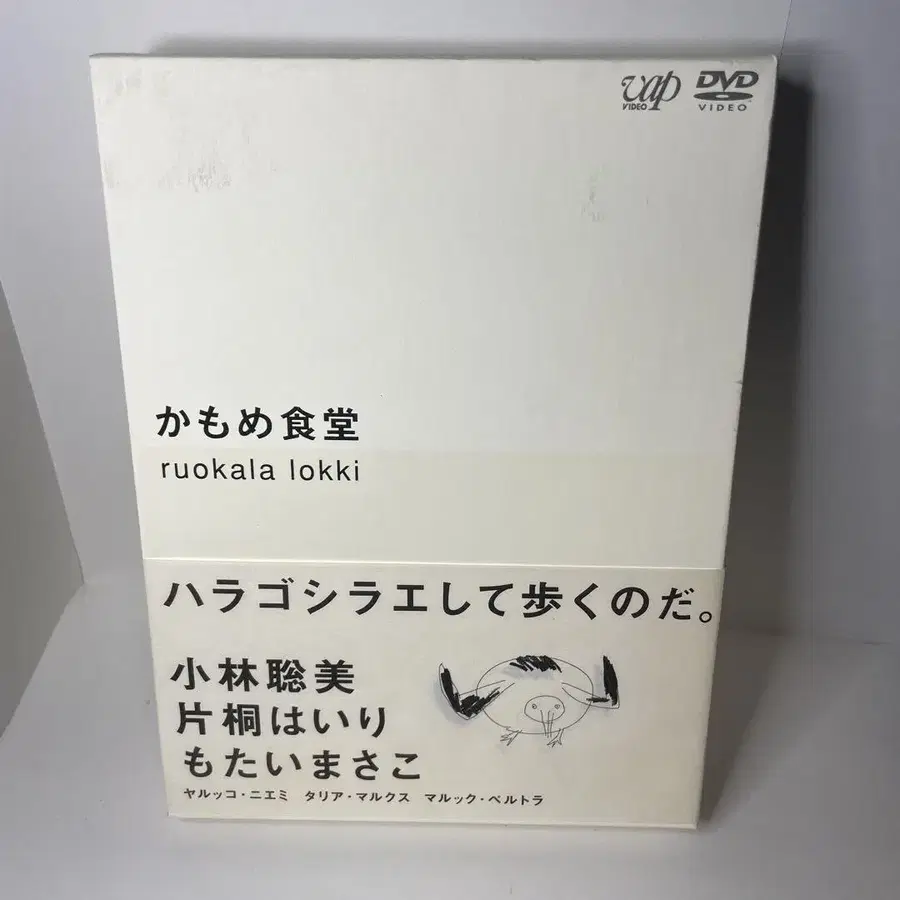 vap DVD
VIDEO VIDEO
かもめ食堂
ruokala lokki
ハラゴシラエして歩くのだ。
小林聡美
片桐はいり
もたいまさこ
ヤルッコ・ニエミ タリア・マルクス マルック・ペルトラ